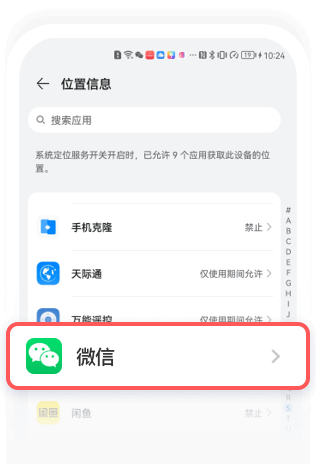 19 10:24
位置信息
搜索应用
系统定位服务开关开启时，已允许 9 个应用获取此设备的位
置。
手机克隆 禁止
天际通 仅使用期间允许
万能遥控 仅使用期间允许
微信
闲鱼 闲鱼 禁止
#
A
B
C
D
E
F
G
H
I
J
R
S
T
U